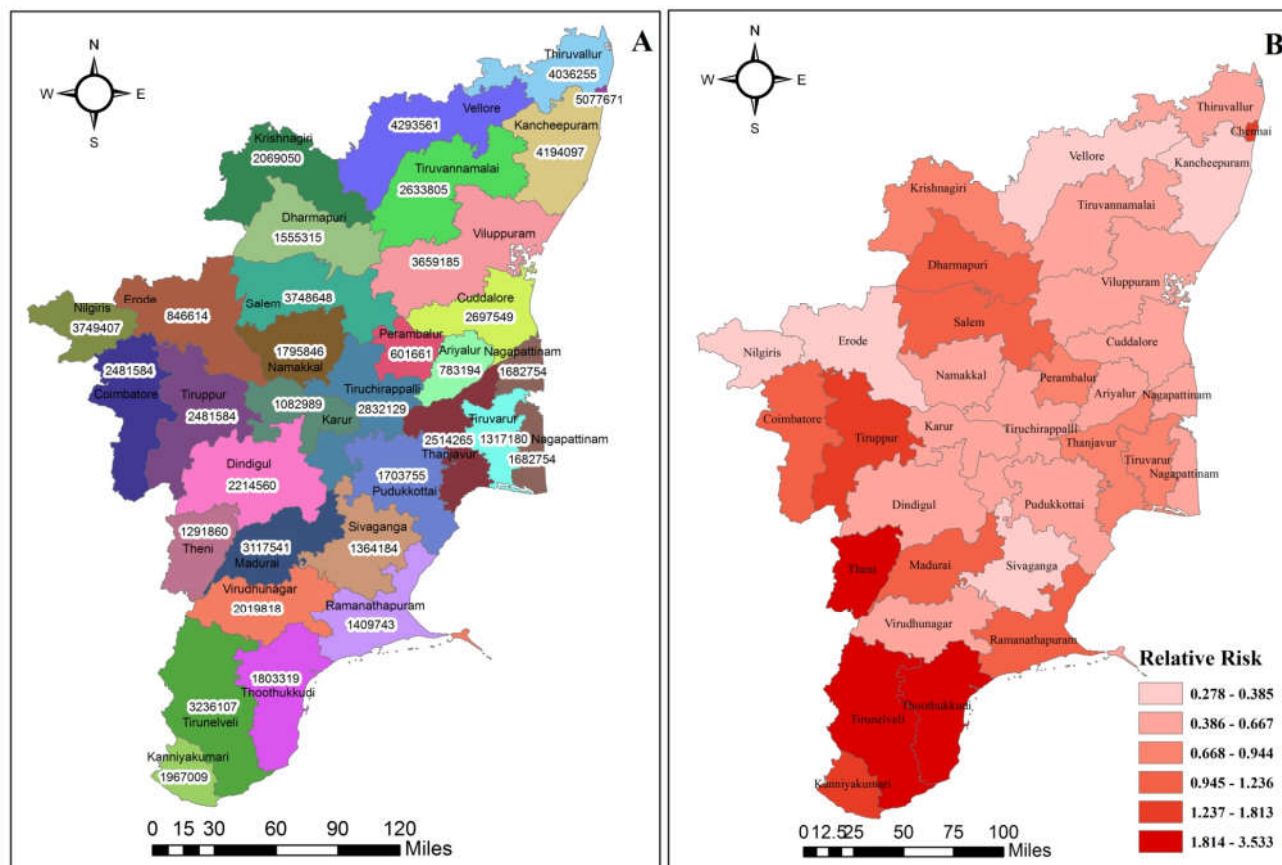 A
N
W E
S
Thiruvallur
4036255
5077671
Vellore
4293561
Kancheepuram
4194097
Krishnagiri
2069050
Tiruvannamalai
2633805
Dharmapuri
1555315
Viluppuram
3659185
Nilgiris
3749407
Erode
846614
Salem
3748648
Cuddalore
2697549
Perambalur
601661
Ariyalur
783194
Nagapattinam
1682754
1795846
Namakkal
2481584
Coimbatore
Tiruppur
2481584
1082989
Karur
Tiruchirappalli
2832129
2514265
Thanjavur
Tiruvarur
1317180
Nagapattinam
1682754
Dindigul
2214560
1703755
Pudukkottai
1291860
Theni
3117541
Madurai
Sivaganga
1364184
Virudhunagar
2019818
Ramanathapuram
1409743
1803319
Thoothukkudi
3236107
Tirunelveli
Kanniyakumari
1967009
0 15 30 60 90 120
Miles
B
N
W E
S
Thiruvallur
Chennai
Vellore
Kancheepuram
Krishnagiri
Tiruvannamalai
Dharmapuri
Viluppuram
Salem
Cuddalore
Nilgiris
Erode
Namakkal
Perambalur
Ariyalur
Nagapattinam
Coimbatore
Tiruppur
Karur
Tiruchirappalli
Thanjavur
Tiruvarur
Nagapattinam
Dindigul
Pudukkottai
Theni
Madurai
Sivaganga
Virudhunagar
Ramanathapuram
Tirunelveli
Thoothukkudi
Kanniyakumari
Relative Risk
0.278 - 0.385
0.386 - 0.667
0.668 - 0.944
0.945 - 1.236
1.237 - 1.813
1.814 - 3.533
0 12.5 25 50 75 100
Miles